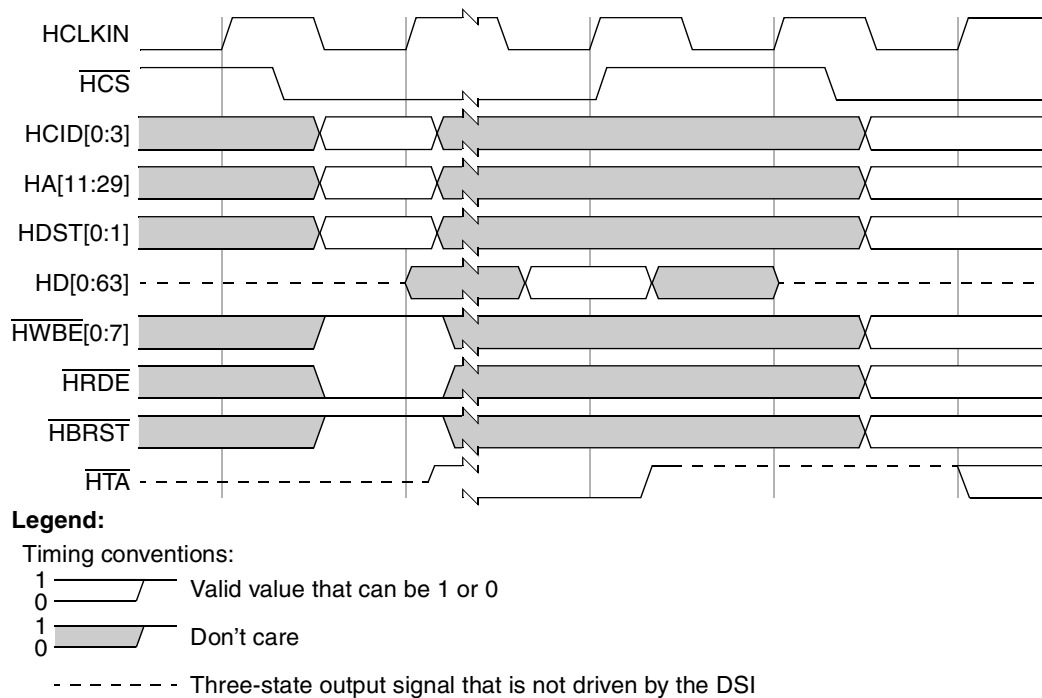 HCLKIN
HCS
HCID[0:3]
HA[11:29]
HDST[0:1]
HD[0:63]
HWBE[0:7]
HRDE
HBRST
HTA
Legend:
Timing conventions:
1
0
Valid value that can be 1 or 0
1
0
Don't care
Three-state output signal that is not driven by the DSI